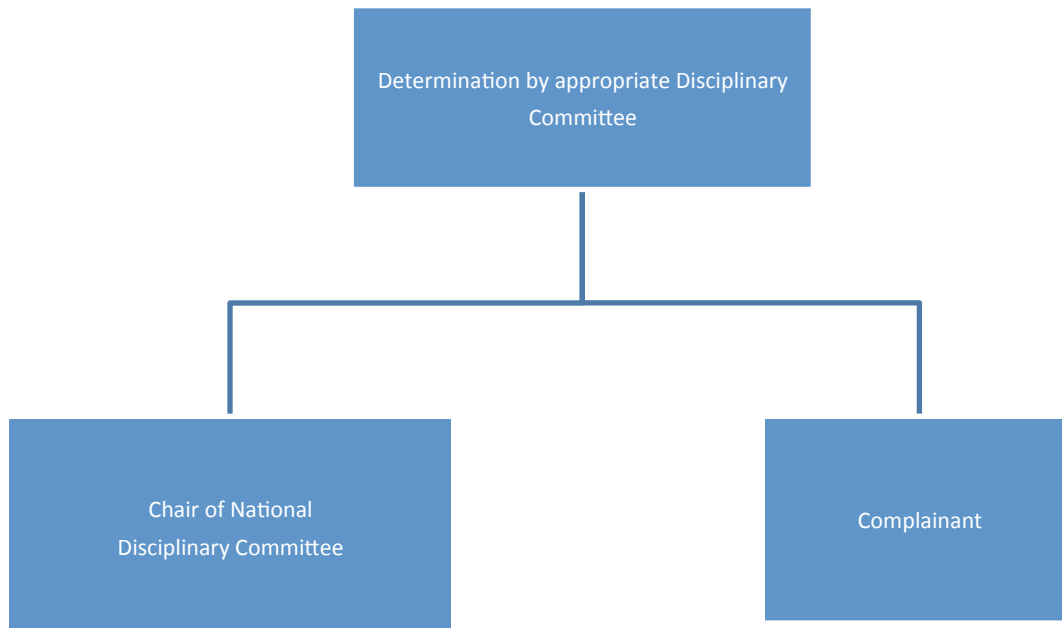 Determination by appropriate Disciplinary
Committee
Chair of National
Disciplinary Committee
Complainant